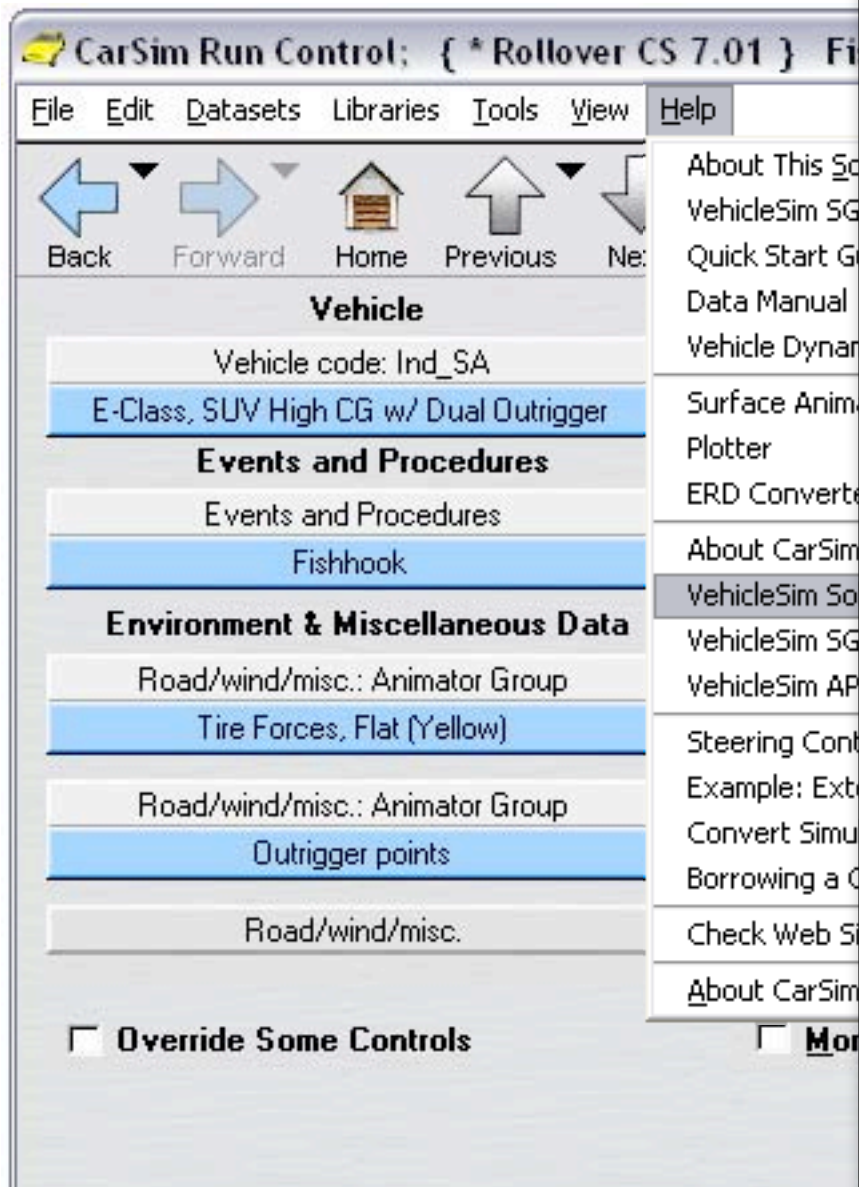 CarSim Run Control; { * Rollover CS 7.01 } Fi
File Edit Datasets Libraries Tools View Help
Back Forward Home Previous Ne
Vehicle
Vehicle code: Ind_SA
E-Class, SUV High CG w/ Dual Outrigger
Events and Procedures
Events and Procedures
Fishhook
Environment & Miscellaneous Data
Road/wind/misc.: Animator Group
Tire Forces, Flat (Yellow)
Road/wind/misc.: Animator Group
Outrigger points
Road/wind/misc.
Override Some Controls
About This Sc
VehicleSim SG
Quick Start G
Data Manual
Vehicle Dynar
Surface Anim
Plotter
ERD Converte
About CarSim
VehicleSim So
VehicleSim SG
VehicleSim AP
Steering Cont
Example: Exte
Convert Simu
Borrowing a C
Check Web Si
About CarSim
Mor